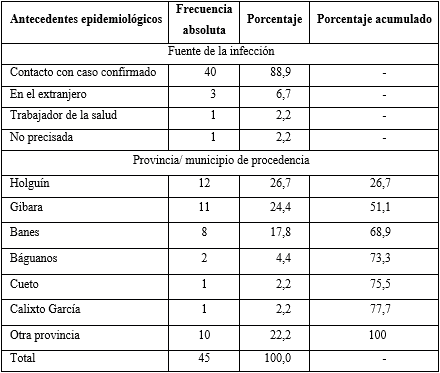 Antecedentes epidemiológicos Frecuencia absoluta Porcentaje Porcentaje acumulado
Fuente de la infección
Contacto con caso confirmado 40 88,9 -
En el extranjero 3 6,7 -
Trabajador de la salud 1 2,2 -
No precisada 1 2,2 -
Provincia/ municipio de procedencia
Holguín 12 26,7 26,7
Gibara 11 24,4 51,1
Banes 8 17,8 68,9
Báguanos 2 4,4 73,3
Cueto 1 2,2 75,5
Calixto García 1 2,2 77,7
Otra provincia 10 22,2 100
Total 45 100,0 -